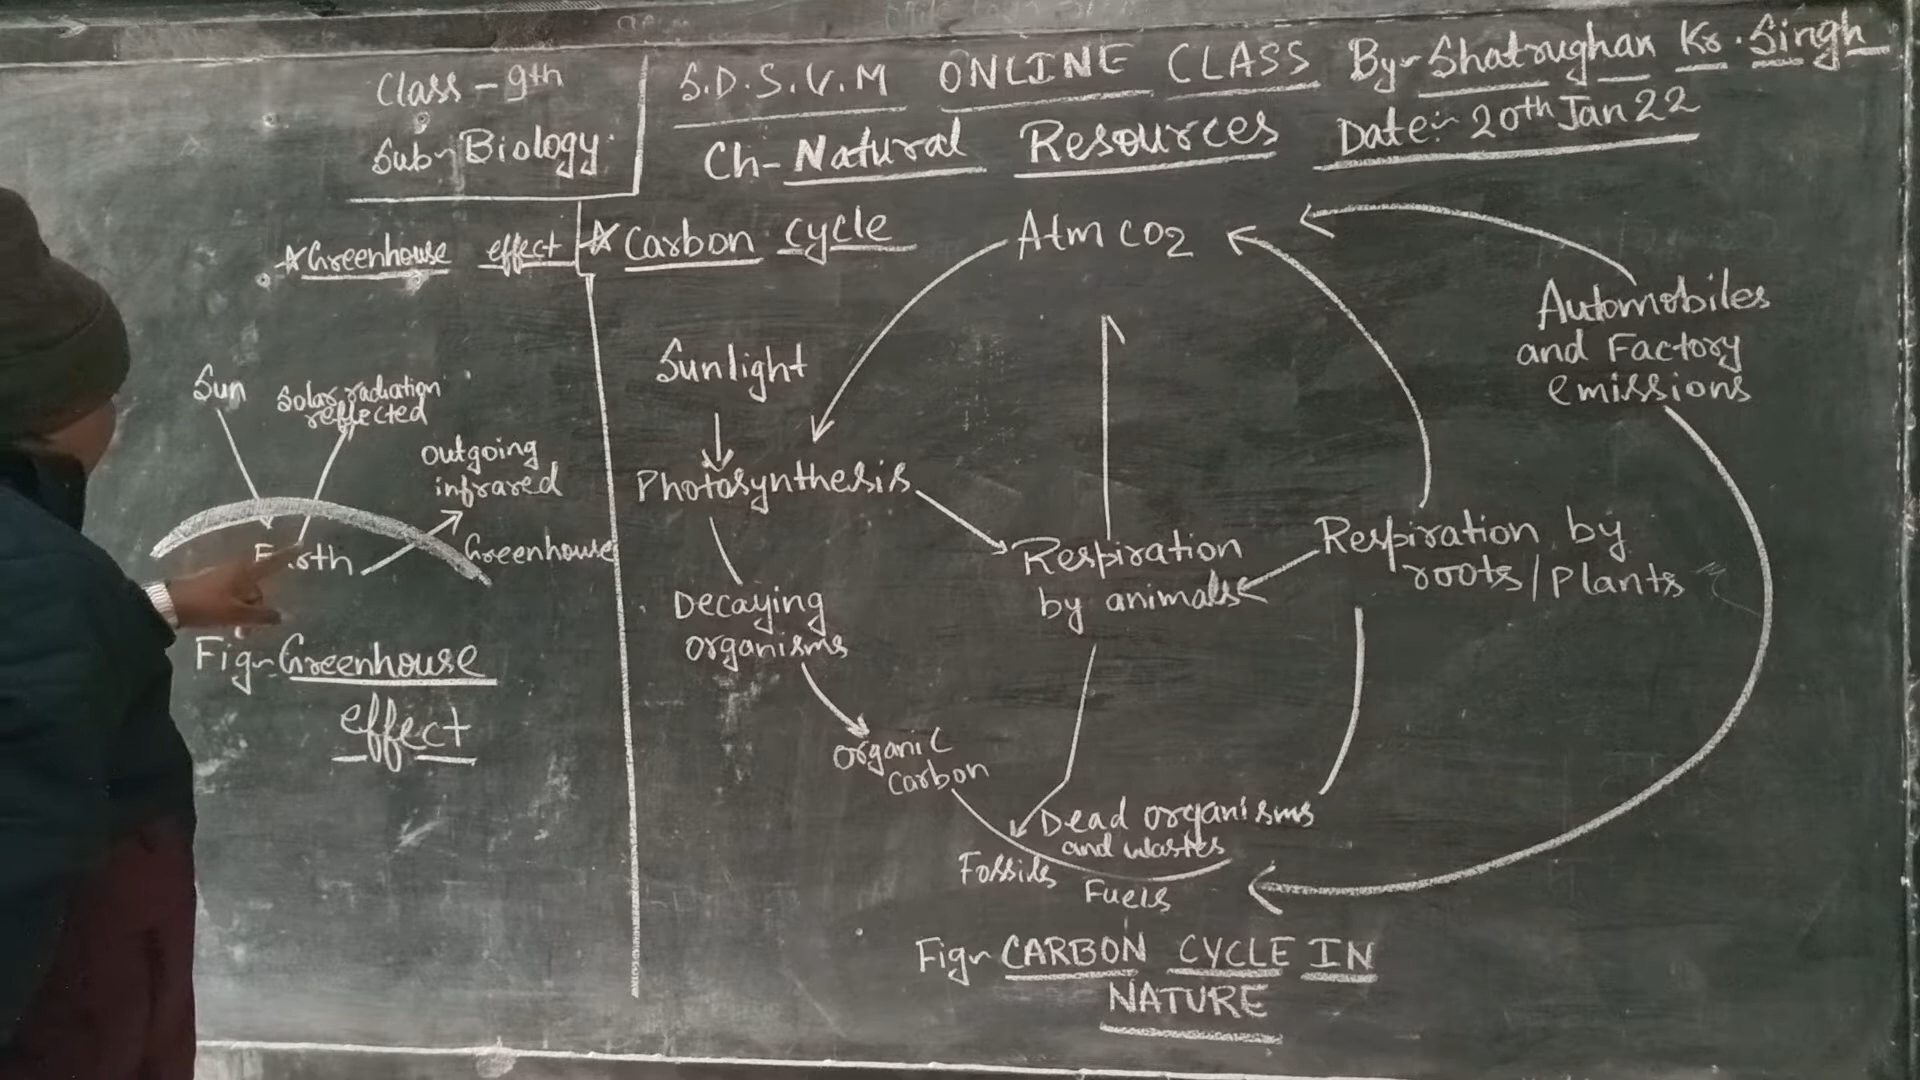 Class - 9th
Sub - Biology
S.D.S.V.M ONLINE CLASS By - Shatrughan Kr. Singh
Ch - Natural Resources Date:- 20th Jan 22
* Greenhouse effect
* Carbon cycle
Sun
Solar radiation
reflected
Outgoing
infrared
Greenhouse
Fig - Greenhouse
effect
Atm CO2
Automobiles
and Factory
emissions
Sunlight
Photosynthesis
Respiration
by animals
Respiration by
roots/plants
Decaying
organisms
Organic
Carbon
Dead organisms
and wastes
Fossils
Fuels
Fig - CARBON CYCLE IN
NATURE